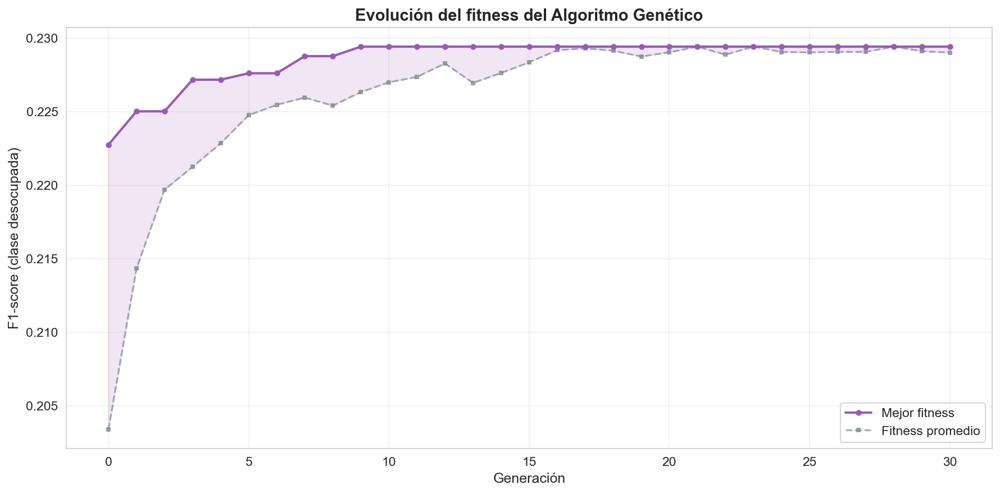 Evolución del fitness del Algoritmo Genético
F1-score (clase desocupada)
0.230
0.225
0.220
0.215
0.210
0.205
0 5 10 15 20 25 30
Generación
Mejor fitness
Fitness promedio